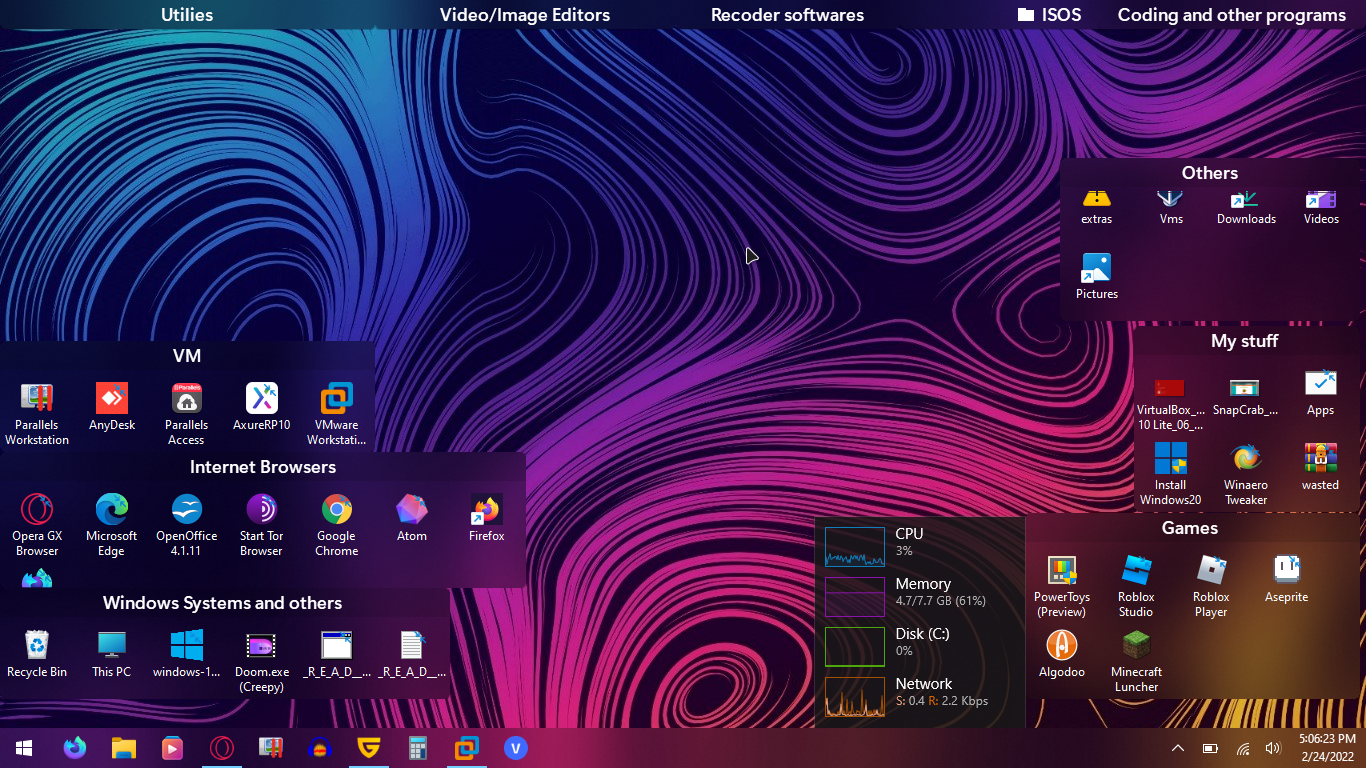 Utilies
Video/Image Editors
Recoder softwares
ISOS
Coding and other programs
Others
extras
Vms
Downloads
Videos
Pictures
VM
Parallels
Workstation
AnyDesk
Parallels
Access
AxureRP10
VMware
Workstati...
My stuff
VirtualBox_...
10 Lite_06_...
SnapCrab_...
Apps
Install
Windows20
Winaero
Tweaker
wasted
Internet Browsers
Opera GX
Browser
Microsoft
Edge
OpenOffice
4.1.11
Start Tor
Browser
Google
Chrome
Atom
Firefox
Windows Systems and others
Recycle Bin
This PC
windows-1...
Doom.exe
(Creepy)
_R_E_A_D__...
_R_E_A_D__...
CPU
3%
Memory
4.7/7.7 GB (61%)
Disk (C:)
0%
Network
S: 0.4 R: 2.2 Kbps
Games
PowerToys
(Preview)
Roblox
Studio
Roblox
Player
Aseprite
Algodoo
Minecraft
Luncher
V
5:06:23 PM
2/24/2022